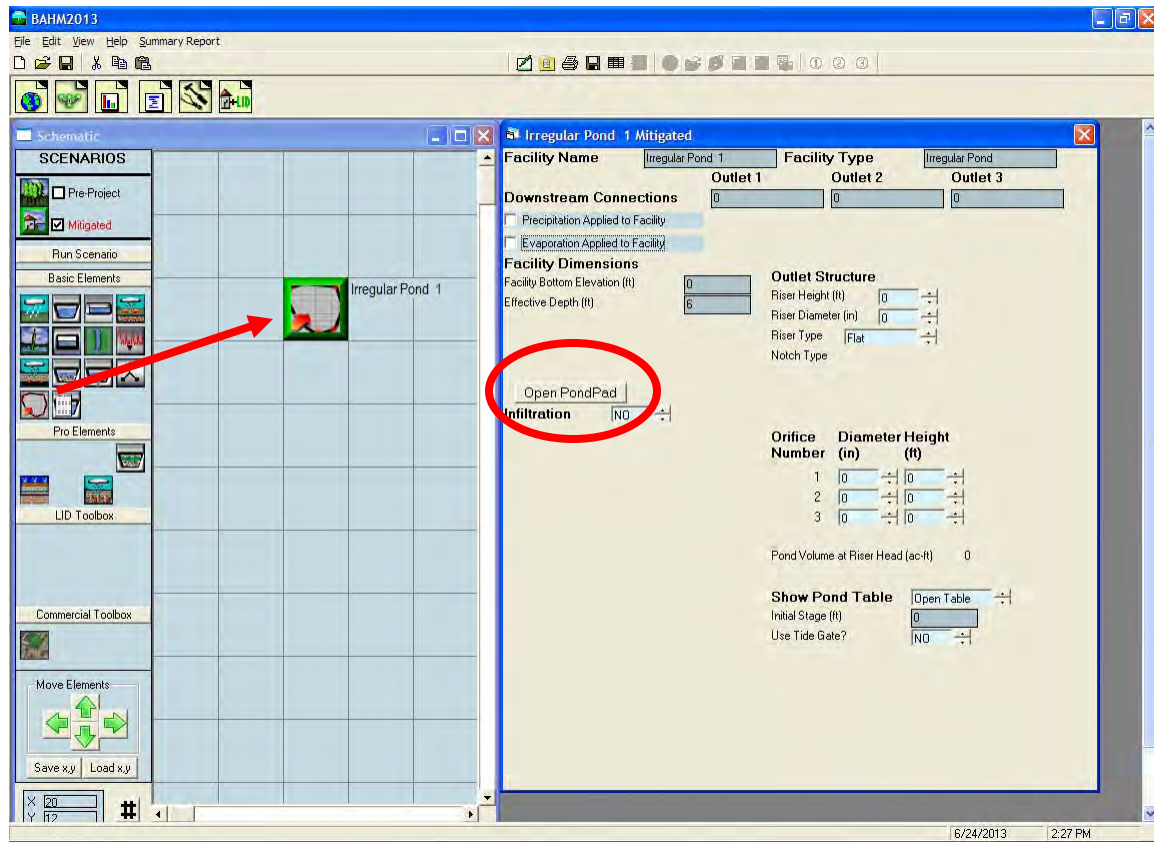 BAHM2013
File Edit View Help Summary Report
+LID
Schematic
SCENARIOS
Pre-Project
Mitigated
Run Scenario
Basic Elements
Pro Elements
LID Toolbox
Commercial Toolbox
Move Elements
Save x,y Load x,y
X 20
Y 12
#
Irregular Pond 1
Irregular Pond 1 Mitigated
Facility Name Irregular Pond 1 Facility Type Irregular Pond
Outlet 1 Outlet 2 Outlet 3
Downstream Connections 0 0 0
Precipitation Applied to Facility
Evaporation Applied to Facility
Facility Dimensions
Facility Bottom Elevation (ft) 0
Effective Depth (ft) 6
Open PondPad
Infiltration NO
Outlet Structure
Riser Height (ft) 0
Riser Diameter (in) 0
Riser Type Flat
Notch Type
Orifice Diameter Height
Number (in) (ft)
1 0 0
2 0 0
3 0 0
Pond Volume at Riser Head (ac-ft) 0
Show Pond Table Open Table
Initial Stage (ft) 0
Use Tide Gate? NO
6/24/2013 2:27 PM